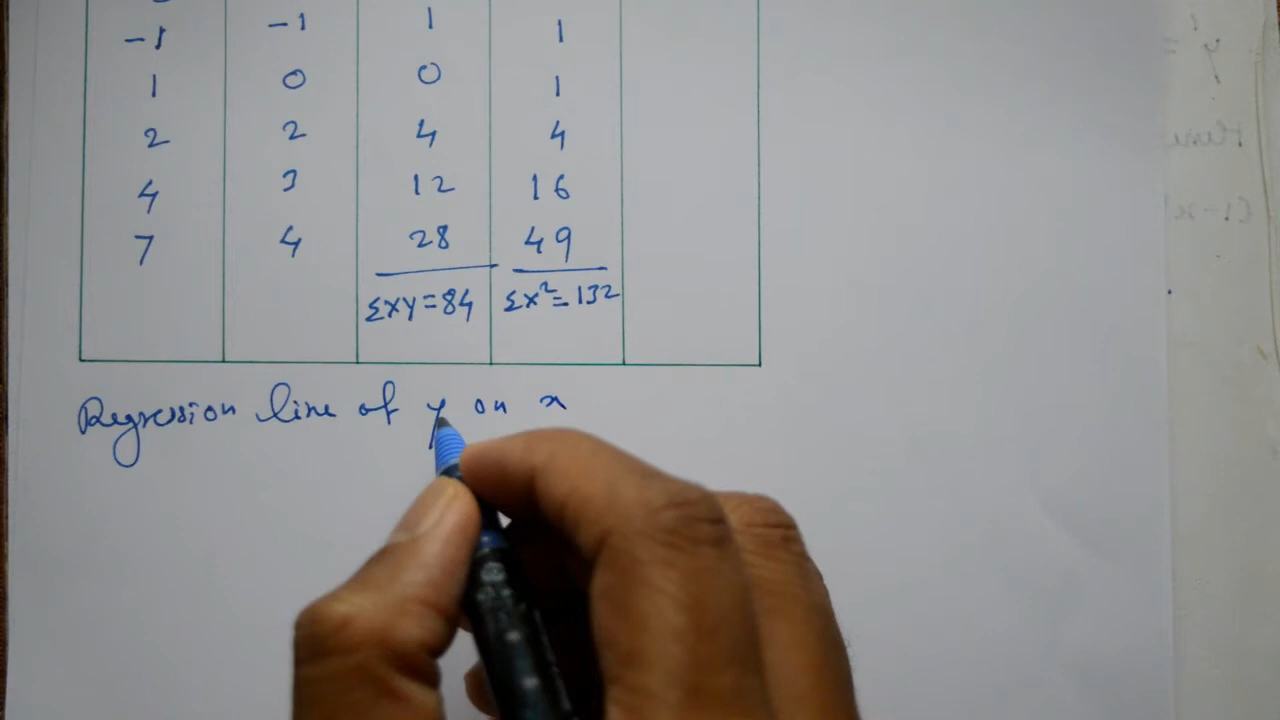 -1 -1 1 1
1 0 0 1
2 2 4 4
4 3 12 16
7 4 28 49
ΣXY=84 ΣX²=132
Regression line of y on x